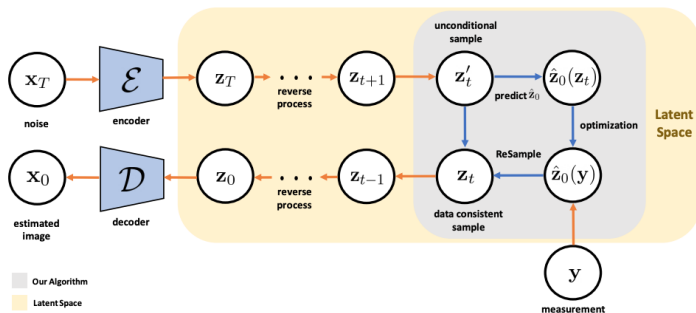 unconditional
sample
x_T
ℰ
z_T
• • •
z_{t+1}
z′_t
ẑ_0(z_t)
reverse
process
predict ẑ_0
noise
encoder
Latent
Space
optimization
ReSample
x_0
𝒟
z_0
• • •
z_{t−1}
z_t
ẑ_0(y)
reverse
process
estimated
image
decoder
data consistent
sample
y
measurement
Our Algorithm
Latent Space